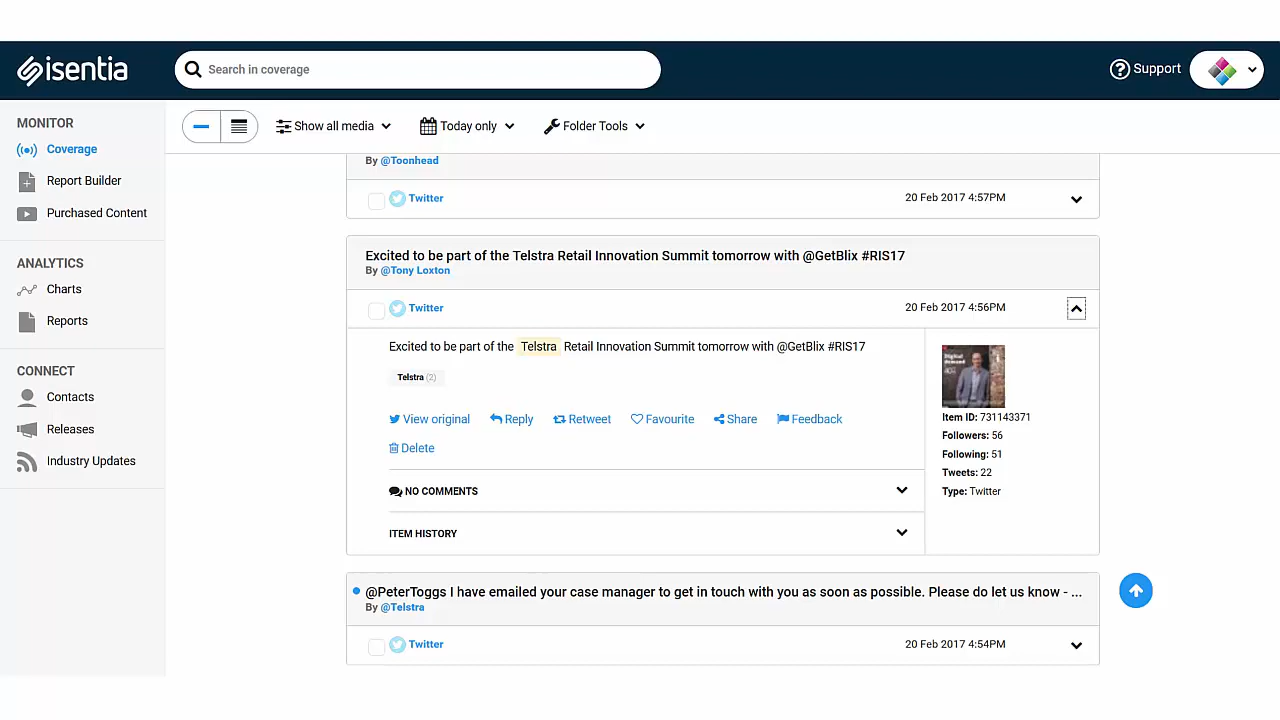 isentia
Search in coverage
Support
MONITOR
Coverage
Report Builder
Purchased Content
ANALYTICS
Charts
Reports
CONNECT
Contacts
Releases
Industry Updates
Show all media
Today only
Folder Tools
By @Toonhead
Twitter
20 Feb 2017 4:57PM
Excited to be part of the Telstra Retail Innovation Summit tomorrow with @GetBlix #RIS17
By @Tony Loxton
Twitter
20 Feb 2017 4:56PM
Excited to be part of the Telstra Retail Innovation Summit tomorrow with @GetBlix #RIS17
Telstra (2)
View original
Reply
Retweet
Favourite
Share
Feedback
Delete
NO COMMENTS
ITEM HISTORY
Digital
demand
Item ID: 731143371
Followers: 56
Following: 51
Tweets: 22
Type: Twitter
@PeterToggs I have emailed your case manager to get in touch with you as soon as possible. Please do let us know - ...
By @Telstra
Twitter
20 Feb 2017 4:54PM